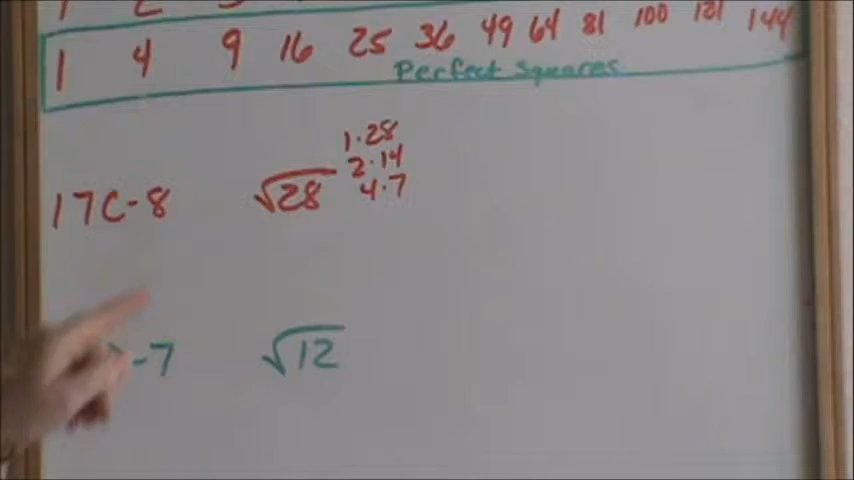 1 4 9 16 25 36 49 64 81 100 121 144
Perfect Squares
1·28
2·14
4·7
17C-8 √28
-7 √12